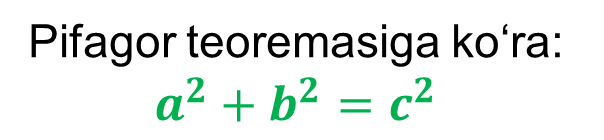 Pifagor teoremasiga ko‘ra:
a² + b² = c²